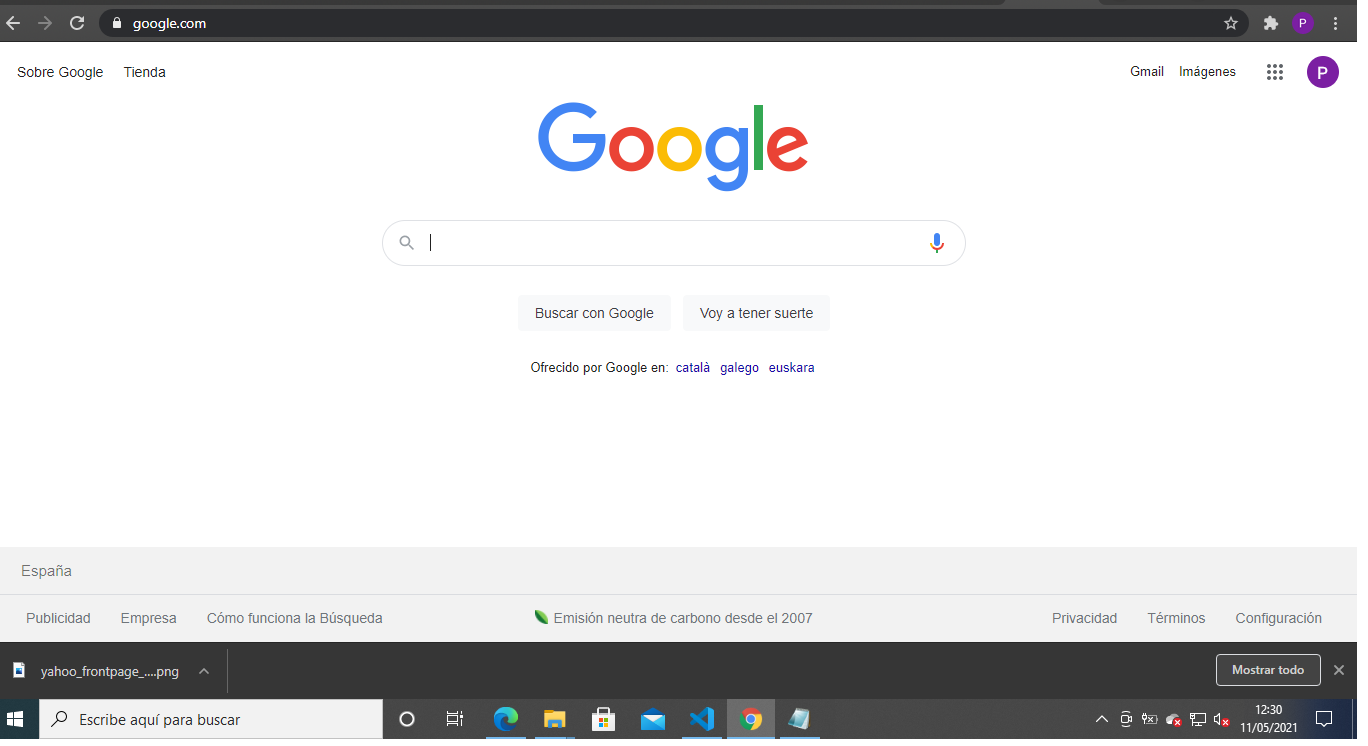 google.com
P
Sobre Google Tienda
Gmail Imágenes
P
Google
Buscar con Google Voy a tener suerte
Ofrecido por Google en: català galego euskara
España
Publicidad Empresa Cómo funciona la Búsqueda
Emisión neutra de carbono desde el 2007
Privacidad Términos Configuración
yahoo_frontpage_....png
Mostrar todo
Escribe aquí para buscar
12:30
11/05/2021